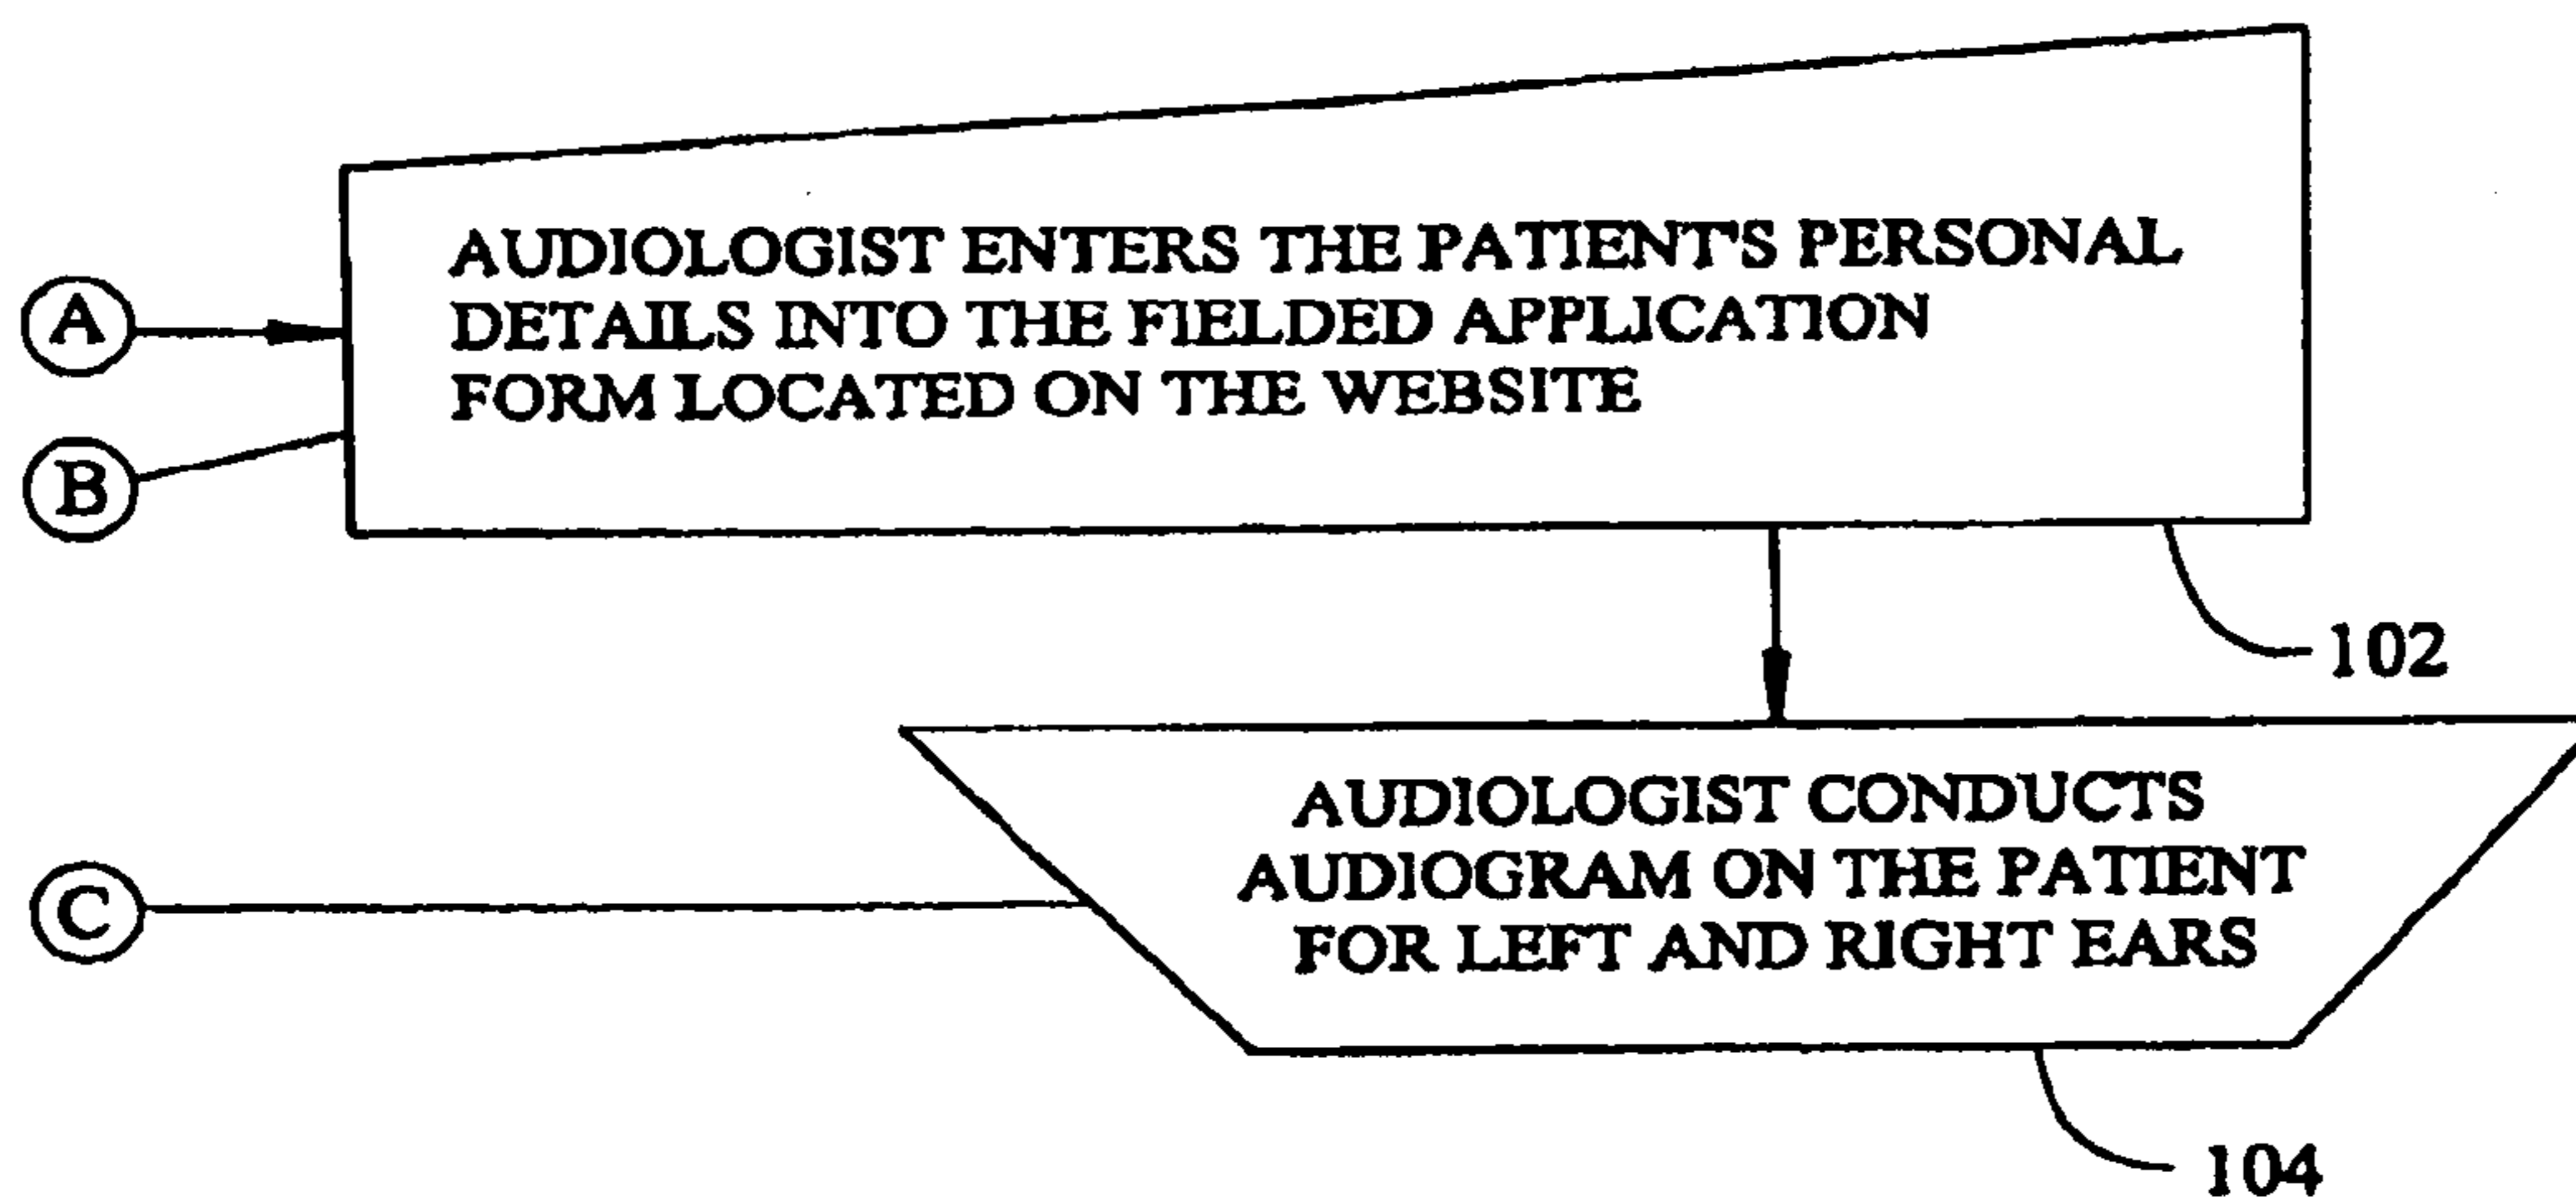 AUDIOLOGIST ENTERS THE PATIENT'S PERSONAL
DETAILS INTO THE FIELDED APPLICATION
FORM LOCATED ON THE WEBSITE
A
B
102
AUDIOLOGIST CONDUCTS
AUDIOGRAM ON THE PATIENT
FOR LEFT AND RIGHT EARS
C
104